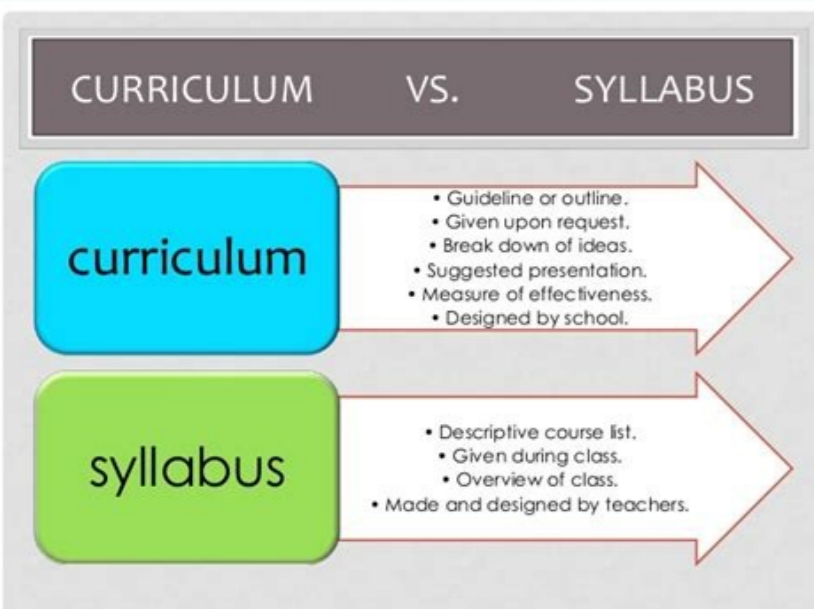 CURRICULUM VS. SYLLABUS
curriculum
• Guideline or outline.
• Given upon request.
• Break down of ideas.
• Suggested presentation.
• Measure of effectiveness.
• Designed by school.
syllabus
• Descriptive course list.
• Given during class.
• Overview of class.
• Made and designed by teachers.